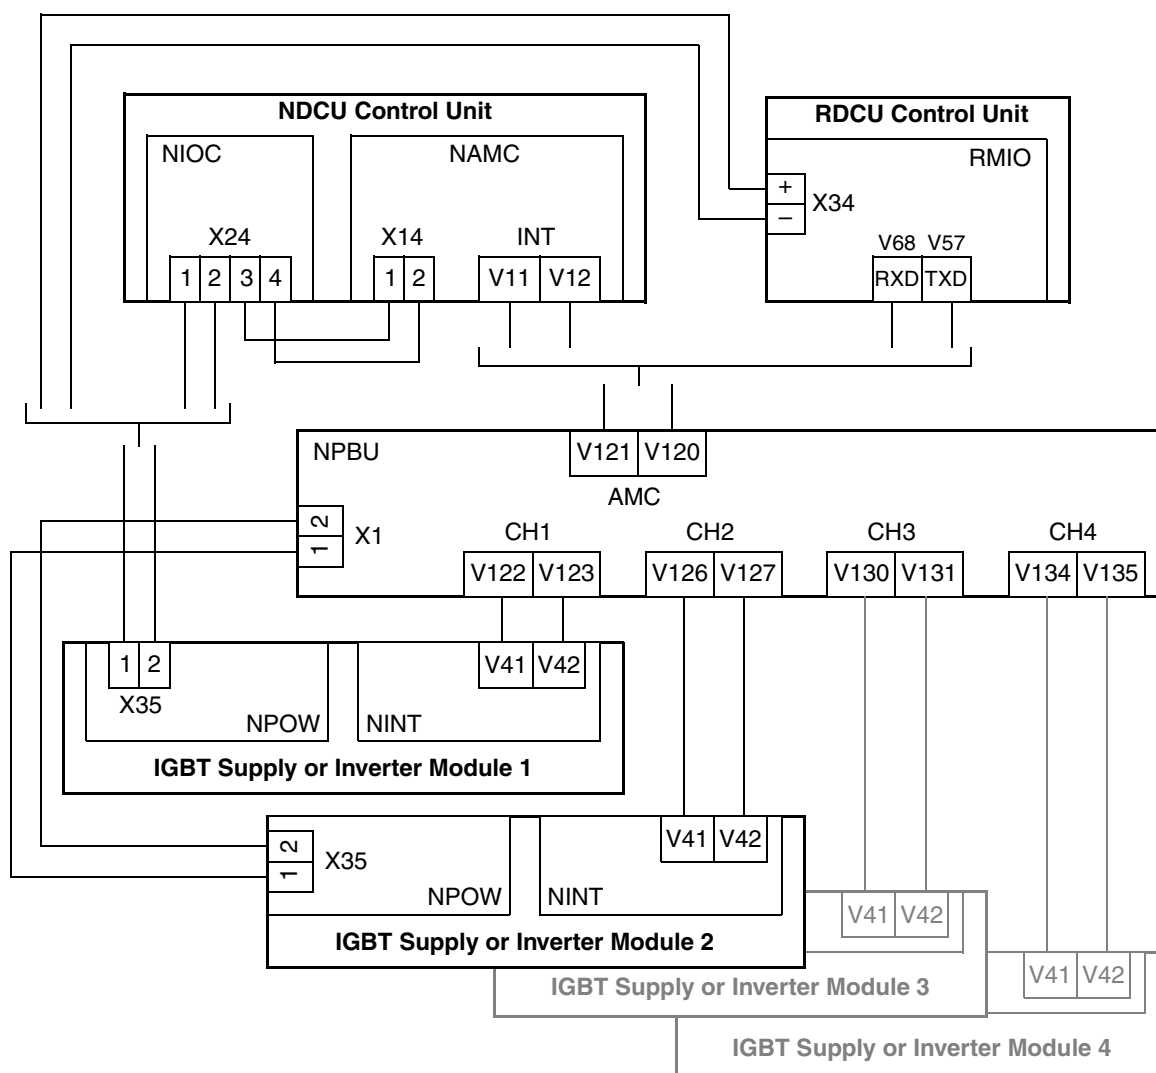 NDCU Control Unit
NIOC
NAMC
X24
X14
INT
1 2 3 4
1 2
V11 V12
RDCU Control Unit
RMIO
+
−
X34
V68 V57
RXD TXD
NPBU
V121 V120
AMC
2
1
X1
CH1
CH2
CH3
CH4
V122 V123
V126 V127
V130 V131
V134 V135
1 2
X35
V41 V42
NPOW
NINT
IGBT Supply or Inverter Module 1
2
1
X35
V41 V42
NPOW
NINT
IGBT Supply or Inverter Module 2
V41 V42
IGBT Supply or Inverter Module 3
V41 V42
IGBT Supply or Inverter Module 4